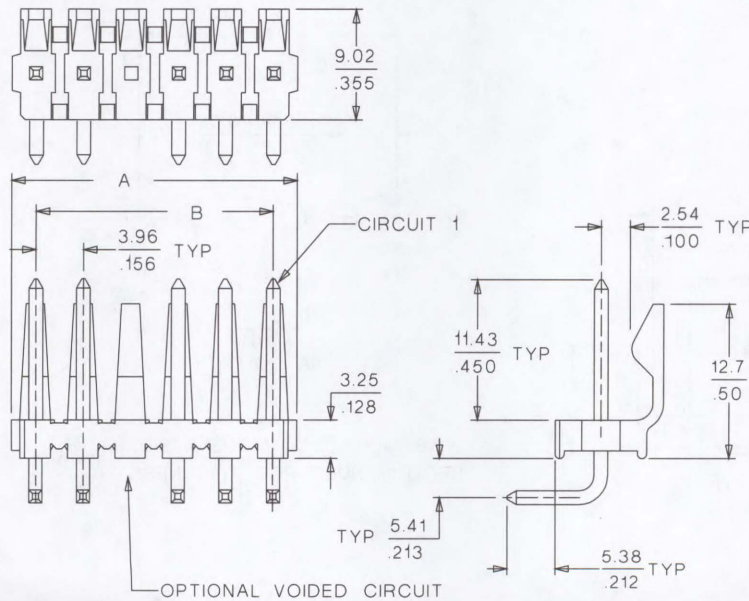 9.02
.355
A
B
CIRCUIT 1
3.96 TYP
.156
2.54 TYP
.100
11.43 TYP
.450
12.7
.50
3.25
.128
TYP 5.41
.213
5.38 TYP
.212
OPTIONAL VOIDED CIRCUIT